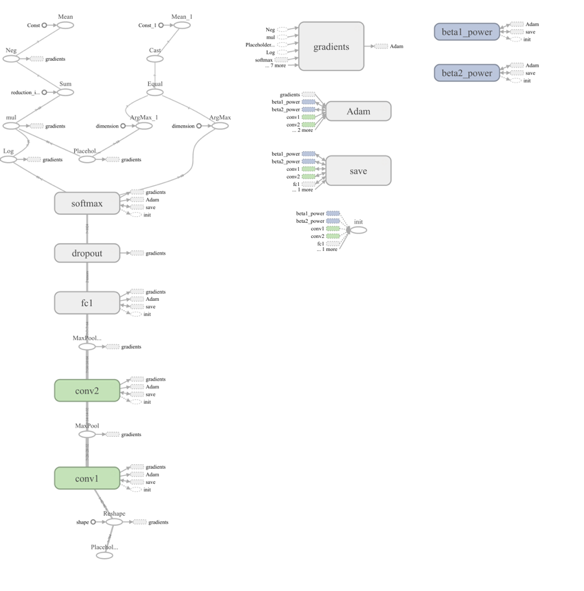 Mean
Const
Mean_1
Const_1
Neg
gradients
Cast
Sum
reduction_i...
Equal
mul
gradients
dimension
ArgMax_1
dimension
ArgMax
Log
gradients
Placehol...
gradients
softmax
gradients
Adam
save
init
dropout
gradients
fc1
gradients
Adam
save
init
MaxPool...
gradients
conv2
gradients
Adam
save
init
MaxPool
gradients
conv1
gradients
Adam
save
init
Reshape
shape
gradients
Placehol...
Neg
mul
Placeholder...
Log
softmax
... 7 more
gradients
Adam
gradients
beta1_power
beta2_power
conv1
conv2
... 2 more
Adam
beta1_power
beta2_power
conv1
conv2
fc1
... 1 more
save
beta1_power
beta2_power
conv1
conv2
fc1
... 1 more
init
beta1_power
Adam
save
init
beta2_power
Adam
save
init